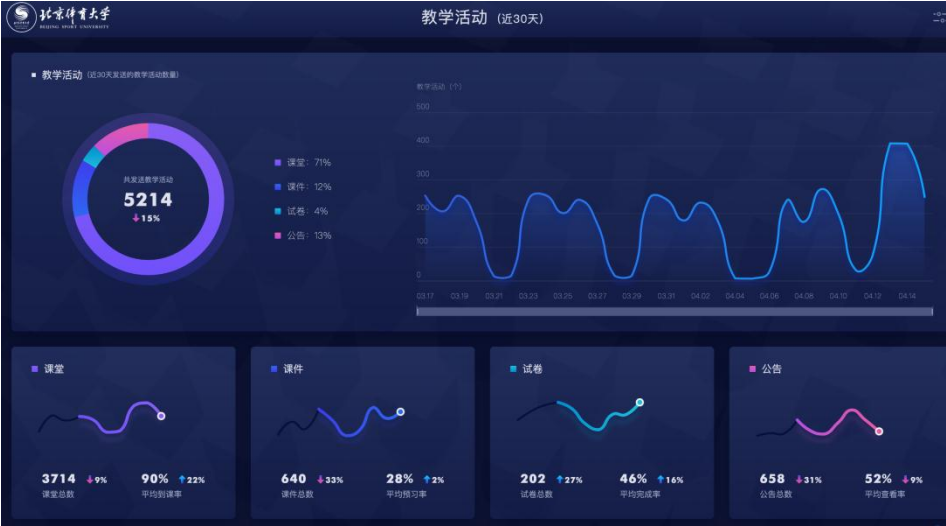 北京体育大学
BEIJING SPORT UNIVERSITY
教学活动（近30天）
教学活动（近30天发送的教学活动数量）
共发送教学活动
5214
15%
课堂：71%
课件：12%
试卷：4%
公告：13%
教学活动（个）
500
400
300
200
100
0
03.17 03.19 03.21 03.23 03.25 03.27 03.29 03.31 04.02 04.04 04.06 04.08 04.10 04.12 04.14
课堂
3714 9% 90% 22%
课堂总数 平均到课率
课件
640 33% 28% 2%
课件总数 平均预习率
试卷
202 27% 46% 16%
试卷总数 平均完成率
公告
658 31% 52% 9%
公告总数 平均查看率